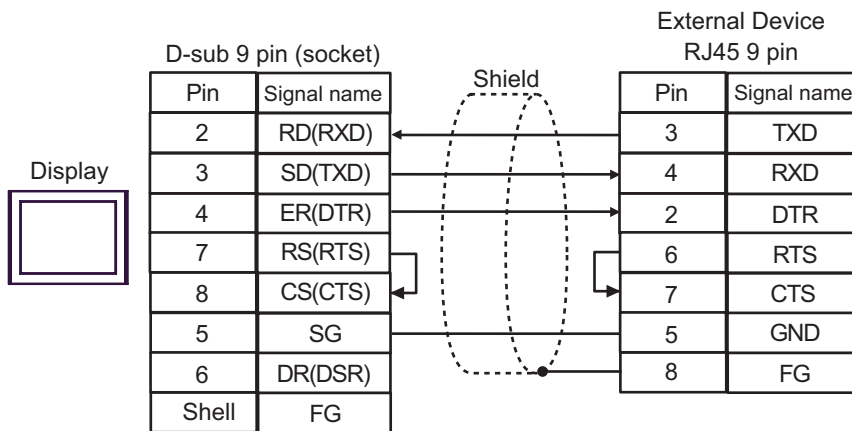 External Device
D-sub 9 pin (socket) RJ45 9 pin
Shield
Pin Signal name Pin Signal name
2 RD(RXD) 3 TXD
Display 3 SD(TXD) 4 RXD
4 ER(DTR) 2 DTR
7 RS(RTS) 6 RTS
8 CS(CTS) 7 CTS
5 SG 5 GND
6 DR(DSR) 8 FG
Shell FG